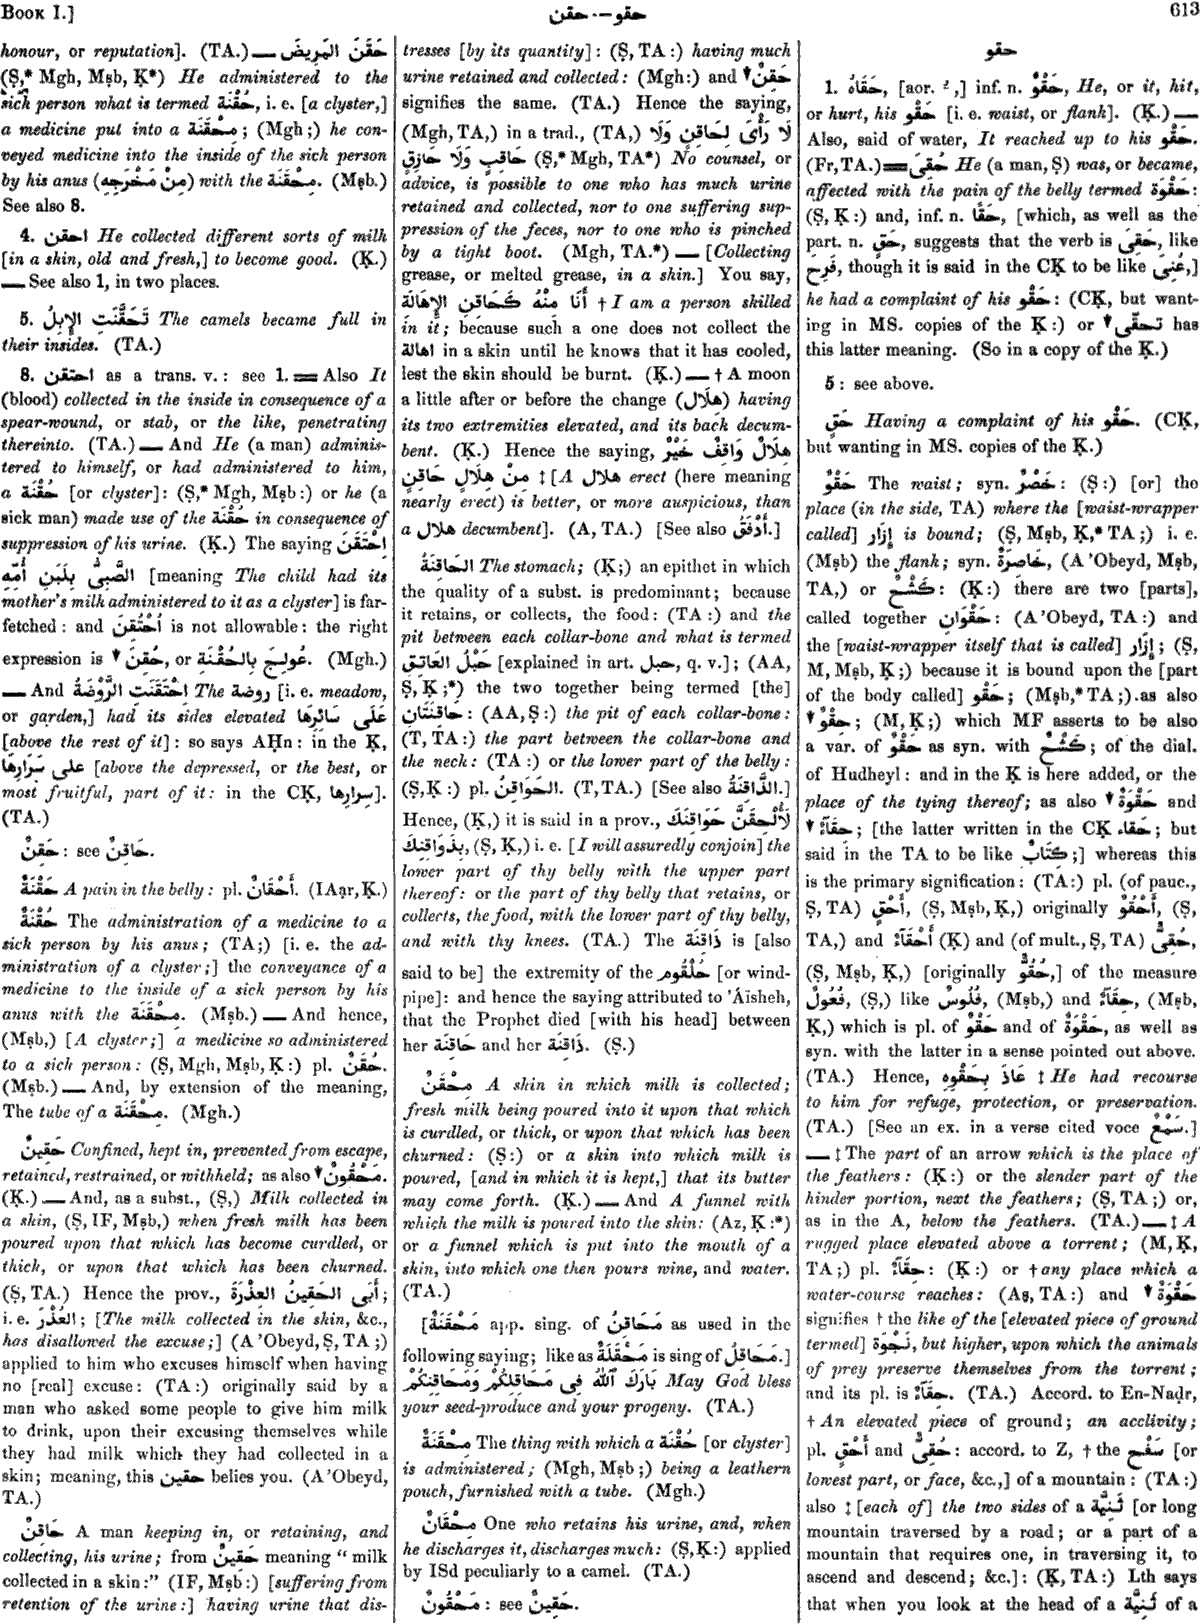 Book I.]
حقن — حقو
613
honour, or reputation]. (TA.) — حَقَنَ المَرِيضَ
(Ṣ,* Mgh, Mṣb, Ḳ*) He administered to the
sick person what is termed حُقْنَة, i. e. [a clyster,]
a medicine put into a مِحْقَنَة; (Mgh;) he con-
veyed medicine into the inside of the sick person
by his anus (مِنْ مَخْرَجِهِ) with the مِحْقَنَة. (Mṣb.)
See also 8.
4. احقن He collected different sorts of milk
[in a skin, old and fresh,] to become good. (Ḳ.)
— See also 1, in two places.
5. تَحَقَّنَتِ الإِبِلُ The camels became full in
their insides. (TA.)
8. احتقن as a trans. v.: see 1. = Also It
(blood) collected in the inside in consequence of a
spear-wound, or stab, or the like, penetrating
thereinto. (TA.) — And He (a man) adminis-
tered to himself, or had administered to him,
a حُقْنَة [or clyster]: (Ṣ,* Mgh, Mṣb:) or he (a
sick man) made use of the حُقْنَة in consequence of
suppression of his urine. (Ḳ.) The saying اِحْتَقَنَ
الصَّبِىُّ بِلَبَنِ أُمِّهِ [meaning The child had its
mother's milk administered to it as a clyster] is far-
fetched: and اُحْتُقِنَ is not allowable: the right
expression is ▼ حُقِنَ, or عُولِجَ بِالحُقْنَةِ. (Mgh.)
— And اِحْتَقَنَتِ الرَّوْضَةُ The روضة [i. e. meadow,
or garden,] had its sides elevated عَلَى سَائِرِهَا
[above the rest of it]: so says AḤn: in the Ḳ,
على سَرَارِهَا [above the depressed, or the best, or
most fruitful, part of it: in the CḲ, سِرارِها].
(TA.)
حَقِنٌ: see حَاقِنٌ.
حَقْنَةٌ A pain in the belly: pl. أَحْقَانٌ. (IAạr, Ḳ.)
حُقْنَةٌ The administration of a medicine to a
sick person by his anus; (TA;) [i. e. the ad-
ministration of a clyster;] the conveyance of a
medicine to the inside of a sick person by his
anus with the مِحْقَنَة. (Mṣb.) — And hence,
(Mṣb,) [A clyster;] a medicine so administered
to a sick person: (Ṣ, Mgh, Mṣb, Ḳ:) pl. حُقَنٌ.
(Mṣb.) — And, by extension of the meaning,
The tube of a مِحْقَنَة. (Mgh.)
حَقِينٌ Confined, kept in, prevented from escape,
retained, restrained, or withheld; as also ▼ مَحْقُونٌ.
(Ḳ.) — And, as a subst., (Ṣ,) Milk collected in
a skin, (Ṣ, IF, Mṣb,) when fresh milk has been
poured upon that which has become curdled, or
thick, or upon that which has been churned.
(Ṣ, TA.) Hence the prov., أَبَى الحَقِينُ العِذْرَةَ;
i. e. العُذْرَ; [The milk collected in the skin, &c.,
has disallowed the excuse;] (A 'Obeyd, Ṣ, TA;)
applied to him who excuses himself when having
no [real] excuse: (TA:) originally said by a
man who asked some people to give him milk
to drink, upon their excusing themselves while
they had milk which they had collected in a
skin; meaning, this حقين belies you. (A 'Obeyd,
TA.)
حَاقِنٌ A man keeping in, or retaining, and
collecting, his urine; from حَقِينٌ meaning " milk
collected in a skin:" (IF, Mṣb:) [suffering from
retention of the urine:] having urine that dis-
tresses [by its quantity]: (Ṣ, TA:) having much
urine retained and collected: (Mgh:) and ▼ حَقِنٌ
signifies the same. (TA.) Hence the saying,
(Mgh, TA,) in a trad., (TA,) لَا رَأْىَ لِحَاقِنٍ وَلَا
حَاقِبٍ وَلَا حَازِقٍ (Ṣ,* Mgh, TA*) No counsel, or
advice, is possible to one who has much urine
retained and collected, nor to one suffering sup-
pression of the feces, nor to one who is pinched
by a tight boot. (Mgh, TA.*) — [Collecting
grease, or melted grease, in a skin.] You say,
أَنَا مِنْهُ كَحَاقِنِ الإِهَالَةِ † I am a person skilled
in it; because such a one does not collect the
اهالة in a skin until he knows that it has cooled,
lest the skin should be burnt. (Ḳ.) — † A moon
a little after or before the change (هِلَال) having
its two extremities elevated, and its back decum-
bent. (Ḳ.) Hence the saying, هِلَالٌ وَاقِفٌ خَيْرٌ
مِنْ هِلَالٍ حَاقِنٍ ‡ [A هلال erect (here meaning
nearly erect) is better, or more auspicious, than
a هلال decumbent]. (A, TA.) [See also أَدْفَقُ.]
الحَاقِنَةُ The stomach; (Ḳ;) an epithet in which
the quality of a subst. is predominant; because
it retains, or collects, the food: (TA:) and the
pit between each collar-bone and what is termed
حَبْلُ العَاتِقِ [explained in art. حبل, q. v.]; (AA,
Ṣ, Ḳ;*) the two together being termed [the]
حَاقِنَتَانِ: (AA, Ṣ:) the pit of each collar-bone:
(T, TA:) the part between the collar-bone and
the neck: (TA:) or the lower part of the belly:
(Ṣ, Ḳ:) pl. الحَوَاقِنُ. (T, TA.) [See also الذَّاقِنَةُ.]
Hence, (Ḳ,) it is said in a prov., لَأُلْحِقَنَّ حَوَاقِنَكَ
بِذَوَاقِنِكَ, (Ṣ, Ḳ,) i. e. [I will assuredly conjoin] the
lower part of thy belly with the upper part
thereof: or the part of thy belly that retains, or
collects, the food, with the lower part of thy belly,
and with thy knees. (TA.) The ذَاقِنَة is [also
said to be] the extremity of the حُلْقُوم [or wind-
pipe]: and hence the saying attributed to 'Áïsheh,
that the Prophet died [with his head] between
her حَاقِنَة and her ذَاقِنَة. (Ṣ.)
مِحْقَنٌ A skin in which milk is collected;
fresh milk being poured into it upon that which
is curdled, or thick, or upon that which has been
churned: (Ṣ:) or a skin into which milk is
poured, [and in which it is kept,] that its butter
may come forth. (Ḳ.) — And A funnel with
which the milk is poured into the skin: (Az, Ḳ:*)
or a funnel which is put into the mouth of a
skin, into which one then pours wine, and water.
(TA.)
[مَحْقَنَةٌ app. sing. of مَحَاقِنُ as used in the
following saying; like as مَحْقَلَةٌ is sing of مَحَاقِلُ.]
بَارَكَ ٱللّٰهُ فِى مَحَاقِلِكُمْ وَمَحَاقِنِكُمْ May God bless
your seed-produce and your progeny. (TA.)
مِحْقَنَةٌ The thing with which a حُقْنَة [or clyster]
is administered; (Mgh, Mṣb;) being a leathern
pouch, furnished with a tube. (Mgh.)
مِحْقَانٌ One who retains his urine, and, when
he discharges it, discharges much: (Ṣ, Ḳ:) applied
by ISd peculiarly to a camel. (TA.)
مَحْقُونٌ: see حَقِينٌ.
حقو
1. حَقَاهُ, [aor. ـُ ,] inf. n. حَقْوٌ, He, or it, hit,
or hurt, his حَقْو [i. e. waist, or flank]. (Ḳ.) —
Also, said of water, It reached up to his حَقْو.
(Fr, TA.) = حُقِىَ He (a man, Ṣ) was, or became,
affected with the pain of the belly termed حَقْوَة:
(Ṣ, Ḳ:) and, inf. n. حَقًا, [which, as well as the
part. n. حَقٍ, suggests that the verb is حَقِىَ, like
فَرِحَ, though it is said in the CḲ to be like عُنِىَ,]
he had a complaint of his حَقْو: (CḲ, but want-
ing in MS. copies of the Ḳ:) or ▼ تحقّى has
this latter meaning. (So in a copy of the Ḳ.)
5: see above.
حَقٍ Having a complaint of his حَقْو. (CḲ,
but wanting in MS. copies of the Ḳ.)
حَقْوٌ The waist; syn. خَصْرٌ: (Ṣ:) [or] the
place (in the side, TA) where the [waist-wrapper
called] إِزَار is bound; (Ṣ, Mṣb, Ḳ,* TA;) i. e.
(Mṣb) the flank; syn. خَاصِرَةٌ, (A 'Obeyd, Mṣb,
TA,) or كَشْحٌ: (Ḳ:) there are two [parts],
called together حَقْوَانِ: (A 'Obeyd, TA:) and
the [waist-wrapper itself that is called] إِزَار; (Ṣ,
M, Mṣb, Ḳ;) because it is bound upon the [part
of the body called] حَقْو; (Mṣb,* TA;) as also
▼ حِقْوٌ; (M, Ḳ;) which MF asserts to be also
a var. of حَقْوٌ as syn. with كَشْحٌ; of the dial.
of Hudheyl: and in the Ḳ is here added, or the
place of the tying thereof; as also ▼ حَقْوَةٌ and
▼ حِقَآءٌ; [the latter written in the CḲ حَقاء; but
said in the TA to be like كِتَابٌ;] whereas this
is the primary signification: (TA:) pl. (of pauc.,
Ṣ, TA) أَحْقٍ, (Ṣ, Mṣb, Ḳ,) originally أَحْقُوٌ, (Ṣ,
TA,) and أَحْقَآءٌ (Ḳ) and (of mult., Ṣ, TA) حُقِىٌّ,
(Ṣ, Mṣb, Ḳ,) [originally حُقُوٌّ,] of the measure
فُعُولٌ, (Ṣ,) like فُلُوسٌ, (Mṣb,) and حِقَآءٌ, (Mṣb,
Ḳ,) which is pl. of حَقْوٌ and of حَقْوَةٌ, as well as
syn. with the latter in a sense pointed out above.
(TA.) Hence, عَاذَ بِحَقْوِهِ ‡ He had recourse
to him for refuge, protection, or preservation.
(TA.) [See an ex. in a verse cited voce سَمْعٌ.]
— ‡ The part of an arrow which is the place of
the feathers: (Ḳ:) or the slender part of the
hinder portion, next the feathers; (Ṣ, TA;) or,
as in the A, below the feathers. (TA.) — ‡ A
rugged place elevated above a torrent; (M, Ḳ,
TA;) pl. حِقَآءٌ: (Ḳ:) or † any place which a
water-course reaches: (Aṣ, TA:) and ▼ حَقْوَةٌ
signifies † the like of the [elevated piece of ground
termed] نَجْوَة, but higher, upon which the animals
of prey preserve themselves from the torrent;
and its pl. is حِقَآءٌ. (TA.) Accord. to En-Naḍr,
† An elevated piece of ground; an acclivity;
pl. أَحْقٍ and حُقِىٌّ: accord. to Z, † the سَفْح [or
lowest part, or face, &c.,] of a mountain: (TA:)
also ‡ [each of] the two sides of a ثَنِيَّة [or long
mountain traversed by a road; or a part of a
mountain that requires one, in traversing it, to
ascend and descend; &c.]: (Ḳ, TA:) Lth says
that when you look at the head of a ثَنِيَّة of a